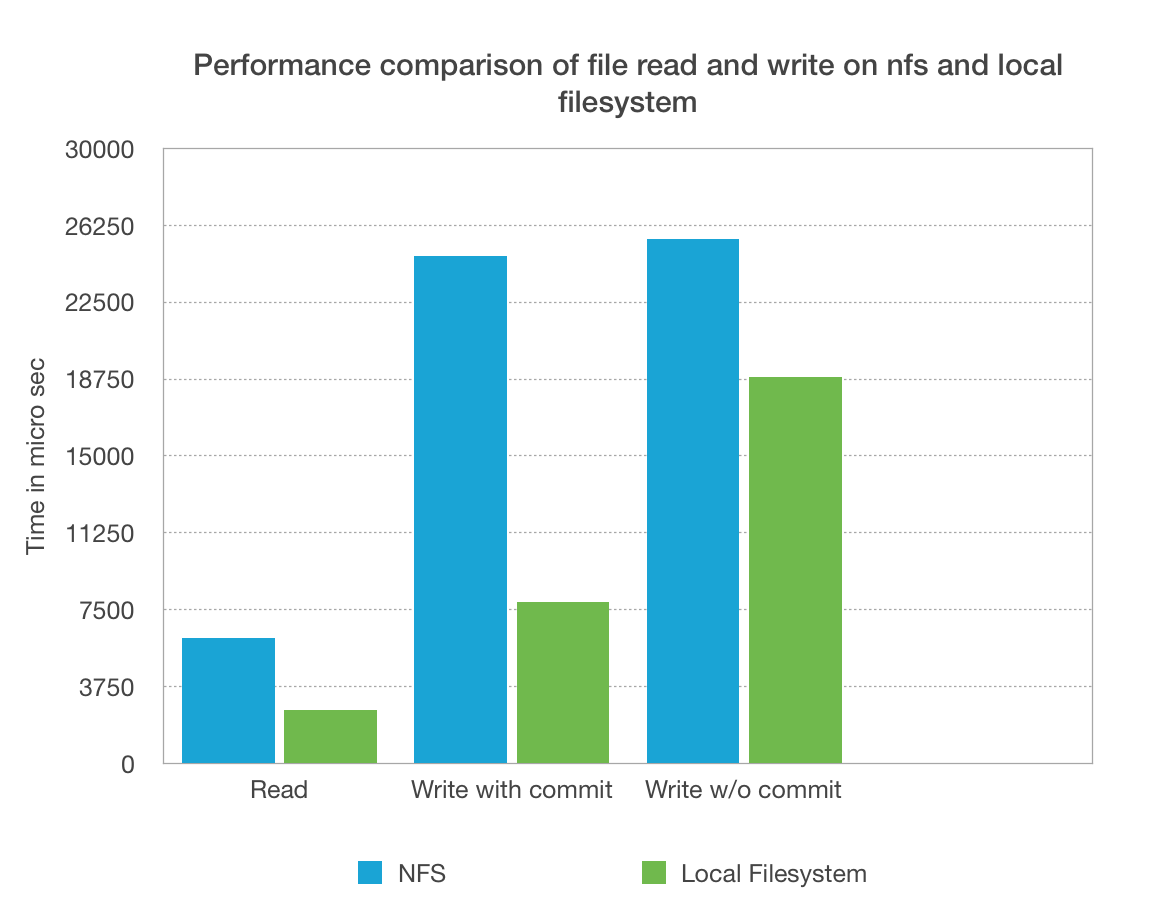 Performance comparison of file read and write on nfs and local
filesystem
30000
26250
22500
18750
15000
11250
7500
3750
0
Time in micro sec
Read
Write with commit
Write w/o commit
NFS
Local Filesystem